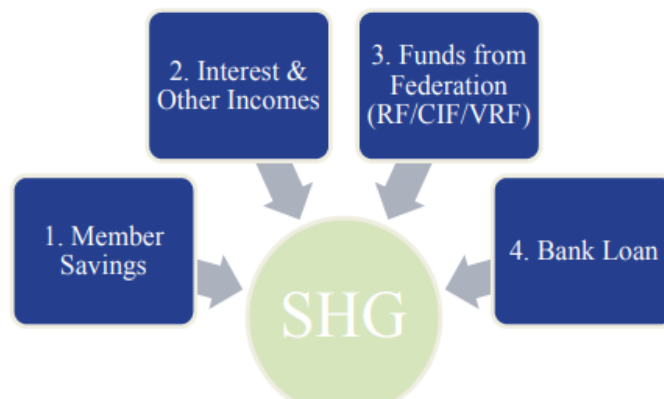 1. Member
Savings
2. Interest &
Other Incomes
3. Funds from
Federation
(RF/CIF/VRF)
4. Bank Loan
SHG